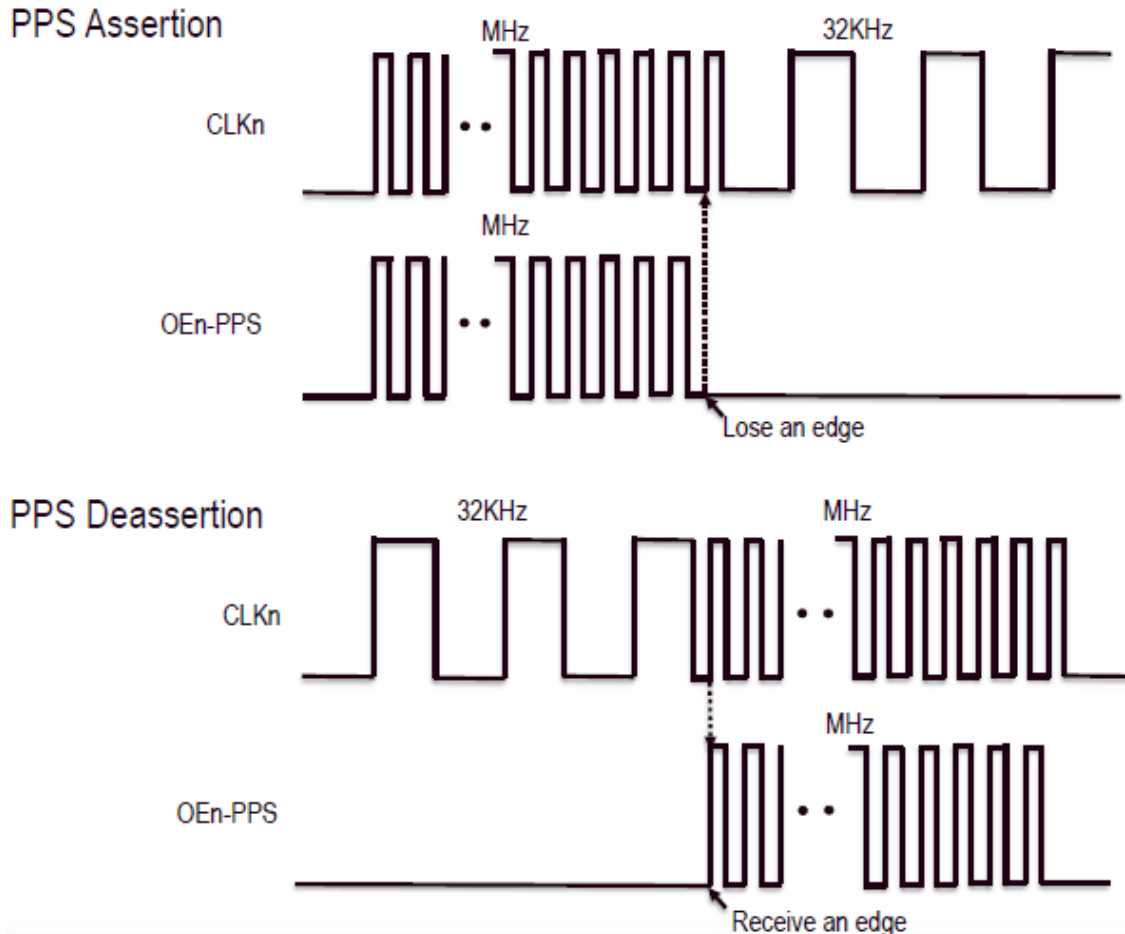 PPS Assertion
MHz
32KHz
CLKn
MHz
OEn-PPS
Lose an edge
PPS Deassertion
32KHz
MHz
CLKn
MHz
OEn-PPS
Receive an edge